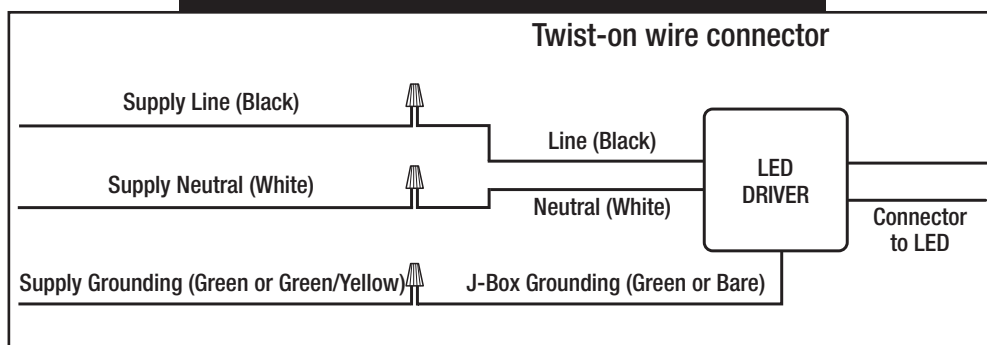 Twist-on wire connector
Supply Line (Black)
Line (Black)
LED
DRIVER
Supply Neutral (White)
Neutral (White)
Connector
to LED
Supply Grounding (Green or Green/Yellow)
J-Box Grounding (Green or Bare)